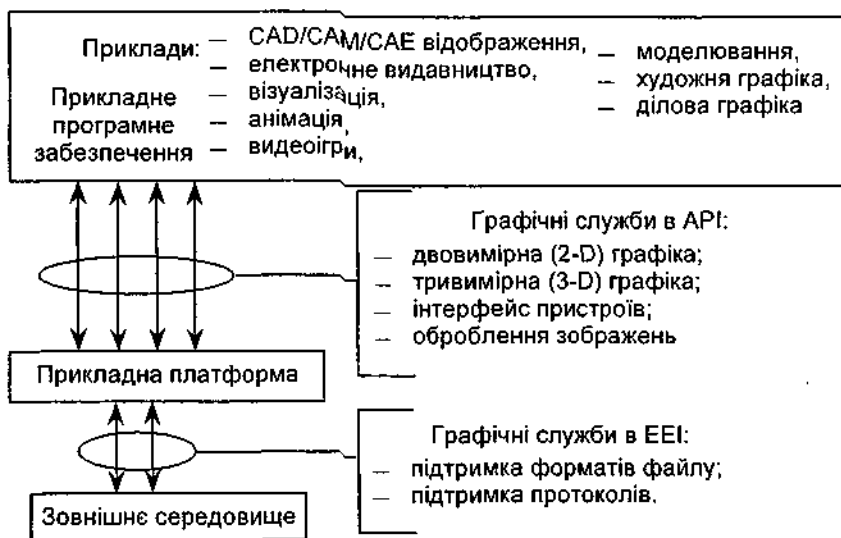 Приклади:
— CAD/CAM/CAE відображення,
— електронне видавництво,
— візуалізація,
— анімація,
— видеоігри,
— моделювання,
— художня графіка,
— ділова графіка
Прикладне
програмне
забезпечення
Графічні служби в API:
— двовимірна (2-D) графіка;
— тривимірна (3-D) графіка;
— інтерфейс пристроїв;
— оброблення зображень
Прикладна платформа
Графічні служби в EEI:
— підтримка форматів файлу;
— підтримка протоколів.
Зовнішнє середовище